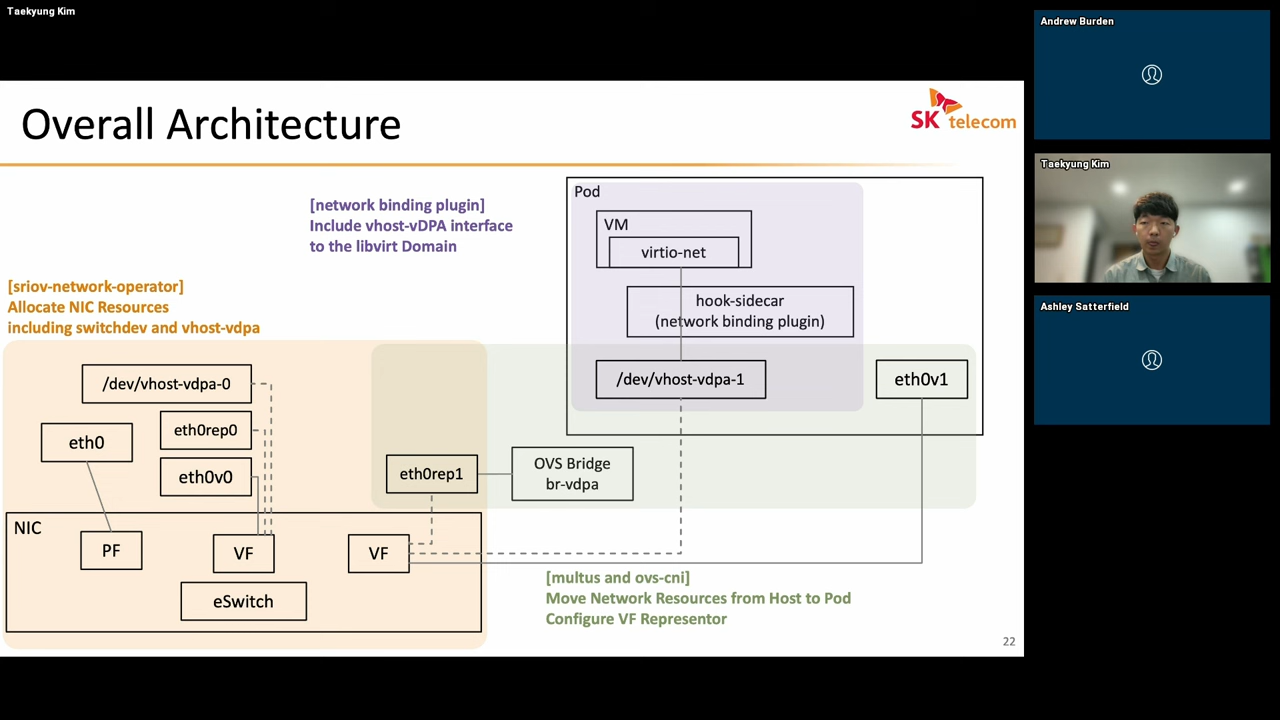 Taekyung Kim
Overall Architecture
SK telecom
[network binding plugin]
Include vhost-vDPA interface
to the libvirt Domain
[sriov-network-operator]
Allocate NIC Resources
including switchdev and vhost-vdpa
Pod
VM
virtio-net
hook-sidecar
(network binding plugin)
/dev/vhost-vdpa-1
eth0v1
/dev/vhost-vdpa-0
eth0rep0
eth0
eth0v0
eth0rep1
OVS Bridge
br-vdpa
NIC
PF
VF
VF
eSwitch
[multus and ovs-cni]
Move Network Resources from Host to Pod
Configure VF Representor
22
Andrew Burden
Taekyung Kim
Ashley Satterfield